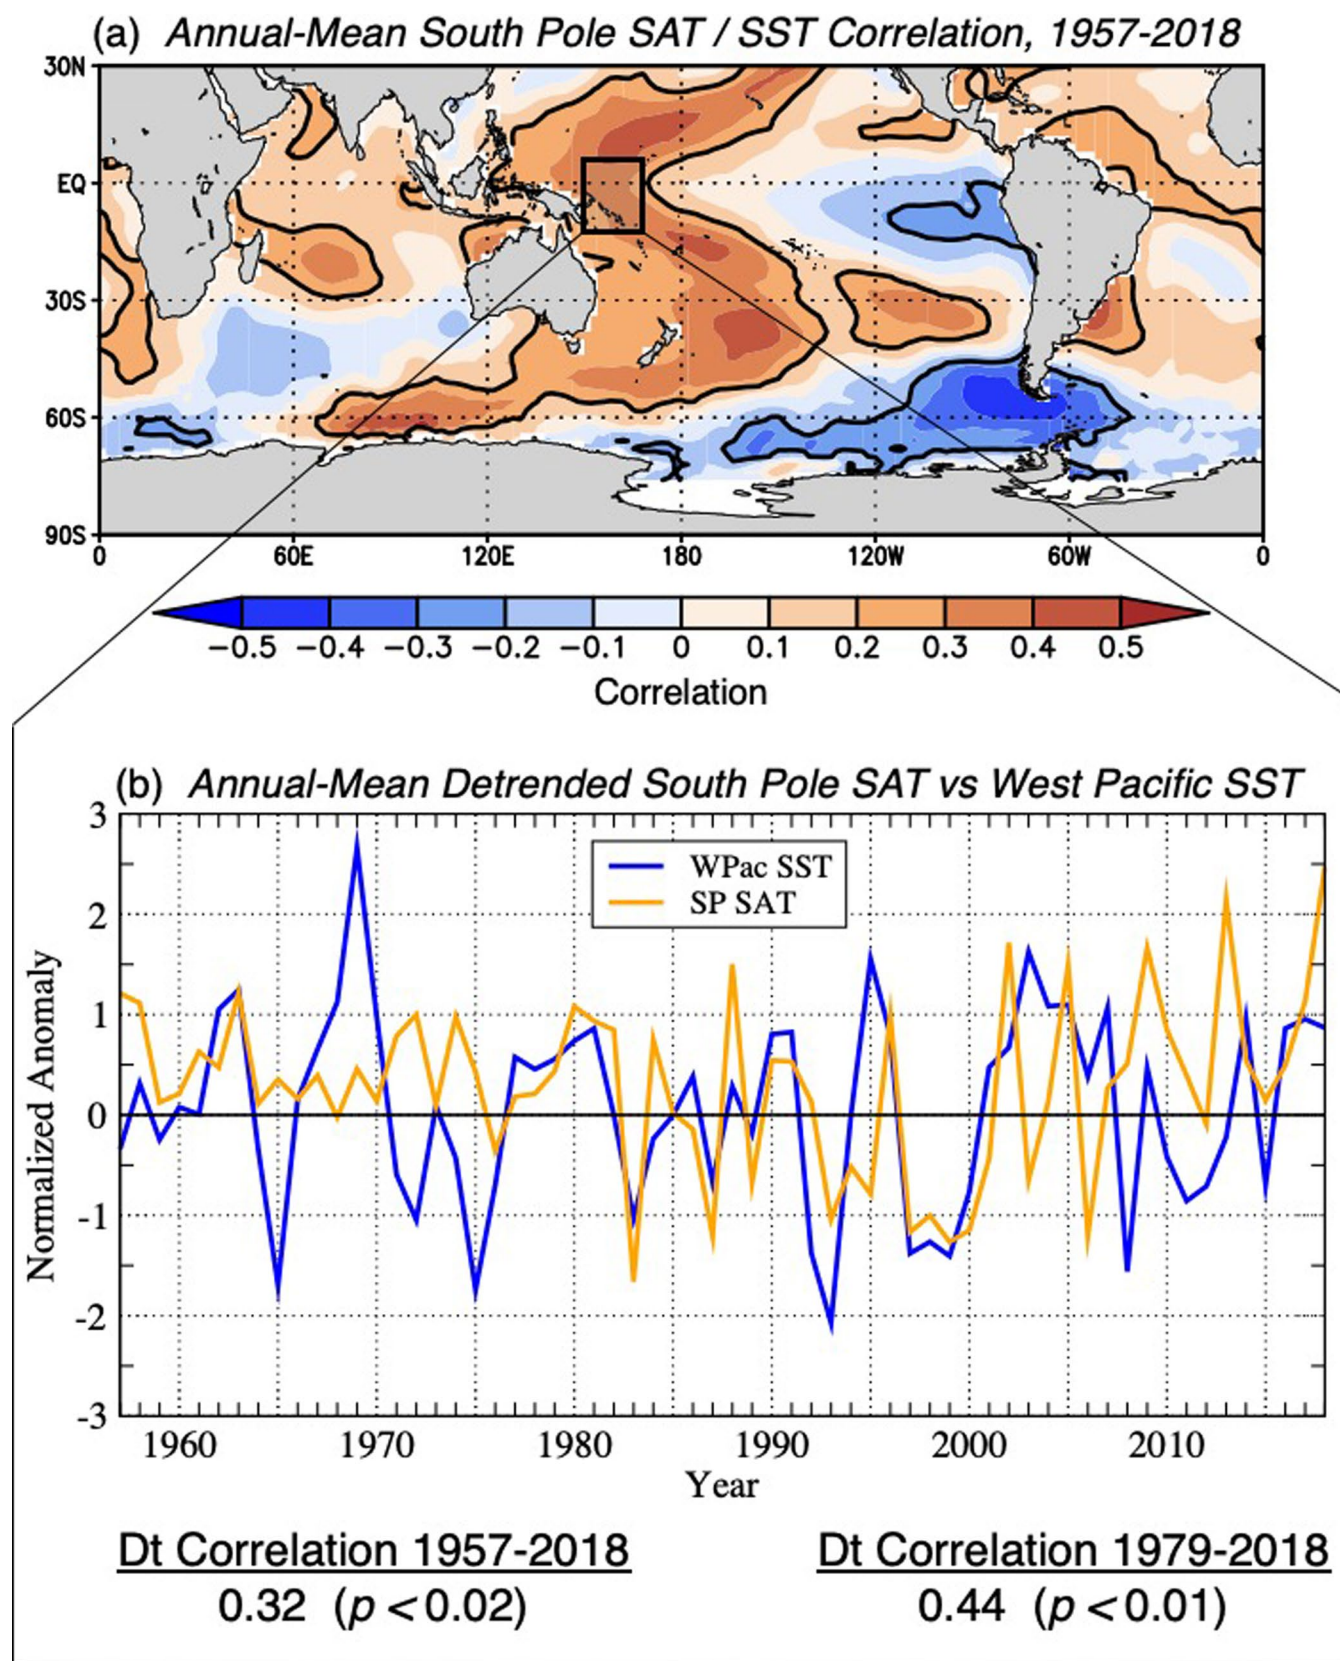 (a) Annual-Mean South Pole SAT / SST Correlation, 1957-2018
30N
EQ
30S
60S
90S
0 60E 120E 180 120W 60W 0
−0.5 −0.4 −0.3 −0.2 −0.1 0 0.1 0.2 0.3 0.4 0.5
Correlation
(b) Annual-Mean Detrended South Pole SAT vs West Pacific SST
3
2
1
0
-1
-2
-3
Normalized Anomaly
WPac SST
SP SAT
1960 1970 1980 1990 2000 2010
Year
Dt Correlation 1957-2018 Dt Correlation 1979-2018
0.32 (p < 0.02) 0.44 (p < 0.01)